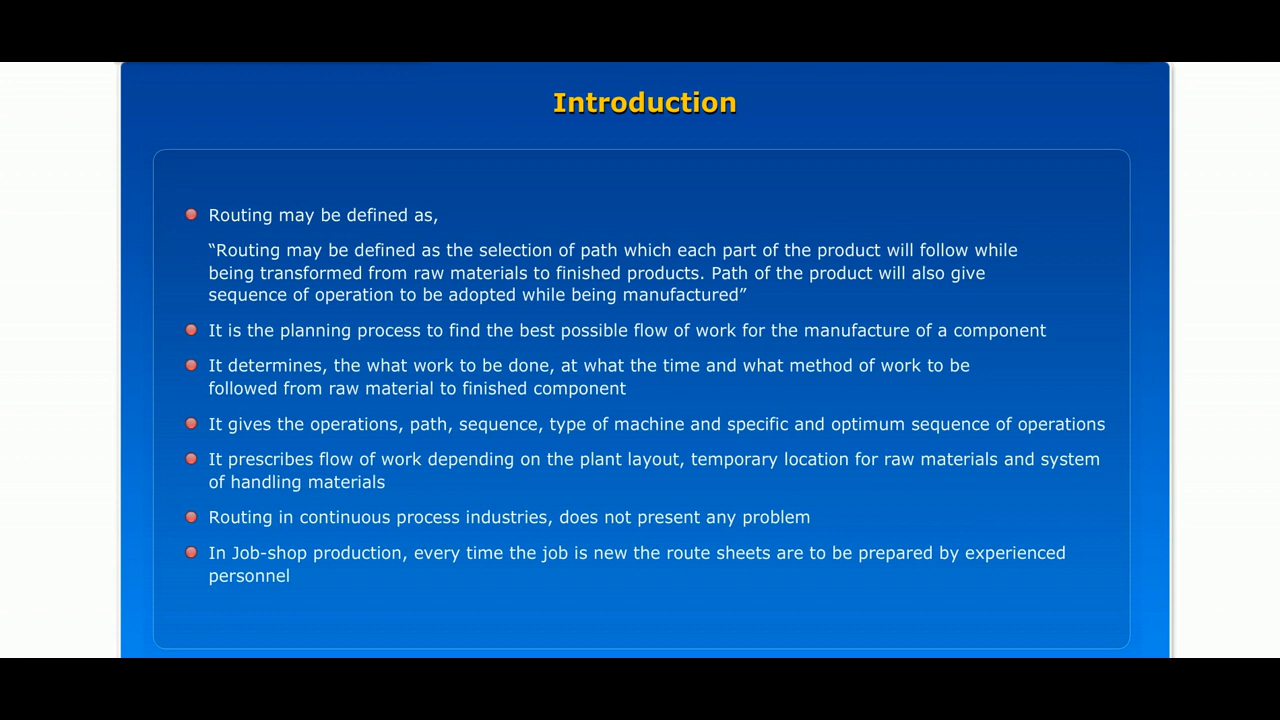 Introduction
Routing may be defined as,
“Routing may be defined as the selection of path which each part of the product will follow while
being transformed from raw materials to finished products. Path of the product will also give
sequence of operation to be adopted while being manufactured”
It is the planning process to find the best possible flow of work for the manufacture of a component
It determines, the what work to be done, at what the time and what method of work to be
followed from raw material to finished component
It gives the operations, path, sequence, type of machine and specific and optimum sequence of operations
It prescribes flow of work depending on the plant layout, temporary location for raw materials and system
of handling materials
Routing in continuous process industries, does not present any problem
In Job-shop production, every time the job is new the route sheets are to be prepared by experienced
personnel